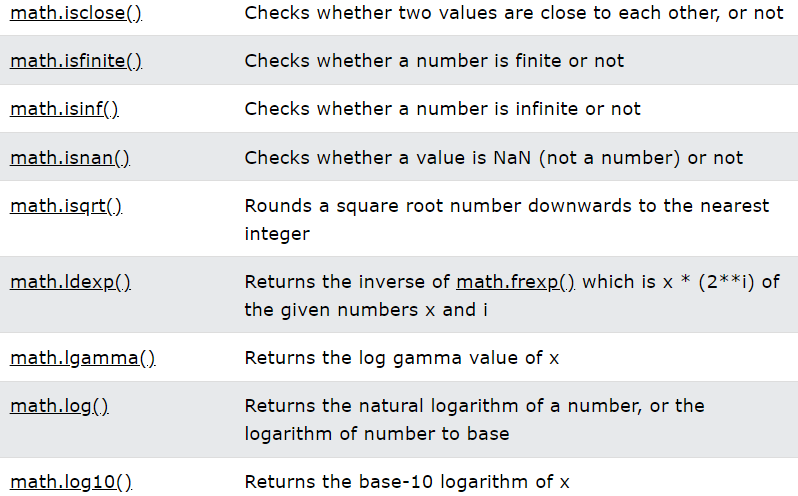 math.isclose() Checks whether two values are close to each other, or not
math.isfinite() Checks whether a number is finite or not
math.isinf() Checks whether a number is infinite or not
math.isnan() Checks whether a value is NaN (not a number) or not
math.isqrt() Rounds a square root number downwards to the nearest
integer
math.ldexp() Returns the inverse of math.frexp() which is x * (2**i) of
the given numbers x and i
math.lgamma() Returns the log gamma value of x
math.log() Returns the natural logarithm of a number, or the
logarithm of number to base
math.log10() Returns the base-10 logarithm of x